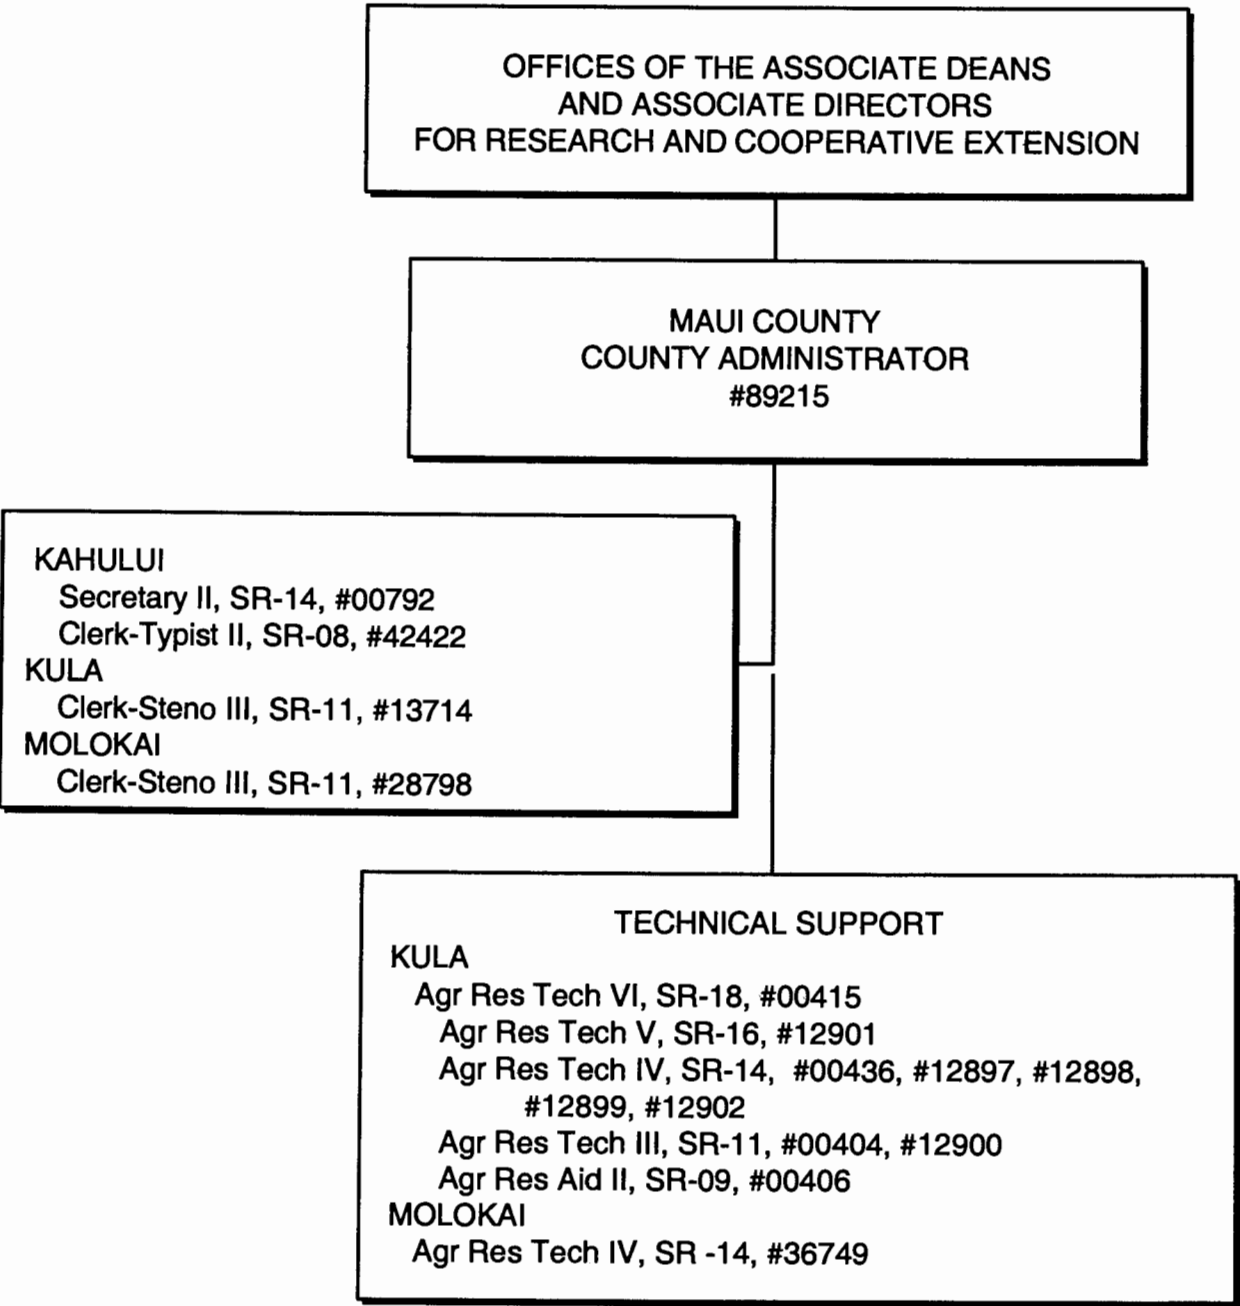 OFFICES OF THE ASSOCIATE DEANS
AND ASSOCIATE DIRECTORS
FOR RESEARCH AND COOPERATIVE EXTENSION
MAUI COUNTY
COUNTY ADMINISTRATOR
#89215
KAHULUI
Secretary II, SR-14, #00792
Clerk-Typist II, SR-08, #42422
KULA
Clerk-Steno III, SR-11, #13714
MOLOKAI
Clerk-Steno III, SR-11, #28798
TECHNICAL SUPPORT
KULA
Agr Res Tech VI, SR-18, #00415
Agr Res Tech V, SR-16, #12901
Agr Res Tech IV, SR-14, #00436, #12897, #12898,
#12899, #12902
Agr Res Tech III, SR-11, #00404, #12900
Agr Res Aid II, SR-09, #00406
MOLOKAI
Agr Res Tech IV, SR -14, #36749